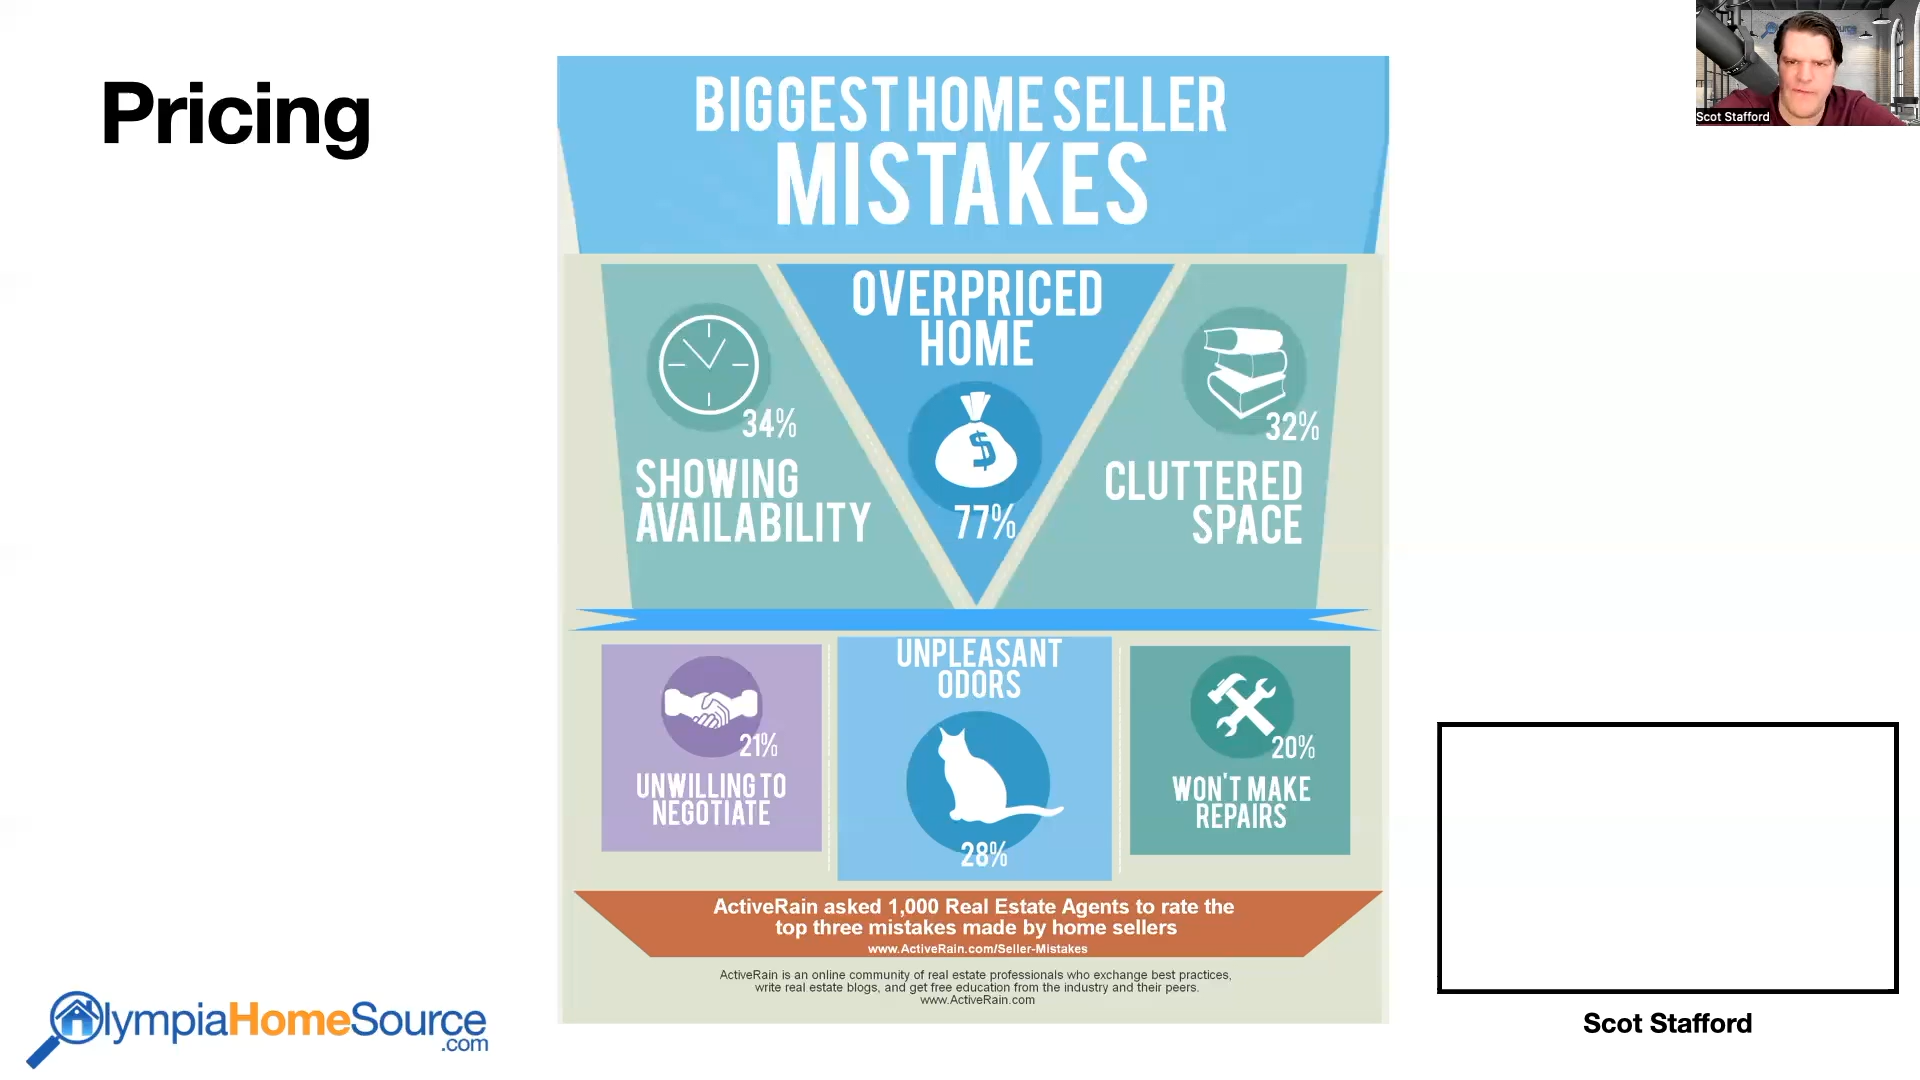 Pricing
BIGGEST HOME SELLER
MISTAKES
OVERPRICED
HOME
77%
34%
SHOWING
AVAILABILITY
32%
CLUTTERED
SPACE
21%
UNWILLING TO
NEGOTIATE
UNPLEASANT
ODORS
28%
20%
WON'T MAKE
REPAIRS
ActiveRain asked 1,000 Real Estate Agents to rate the
top three mistakes made by home sellers
www.ActiveRain.com/Seller-Mistakes
ActiveRain is an online community of real estate professionals who exchange best practices,
write real estate blogs, and get free education from the industry and their peers.
www.ActiveRain.com
OlympiaHomeSource
.com
Scot Stafford
Scot Stafford